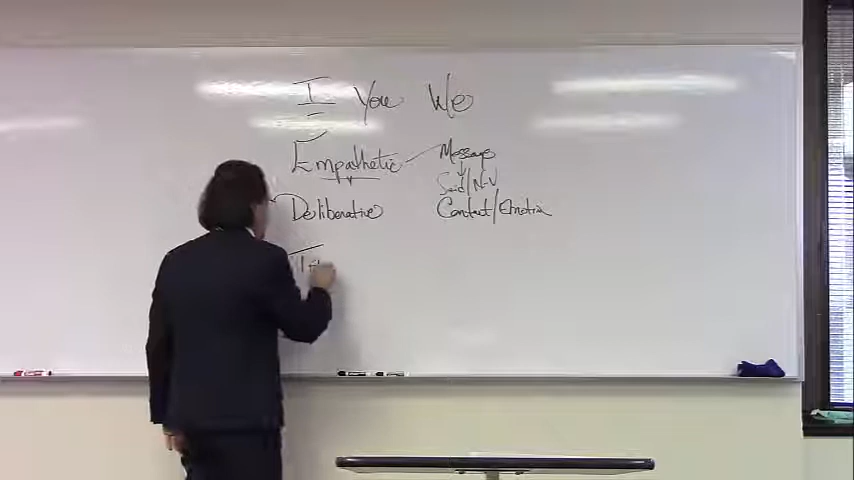 I You We
Empathetic Message
Said/N-V
Deliberative Content/Emotion